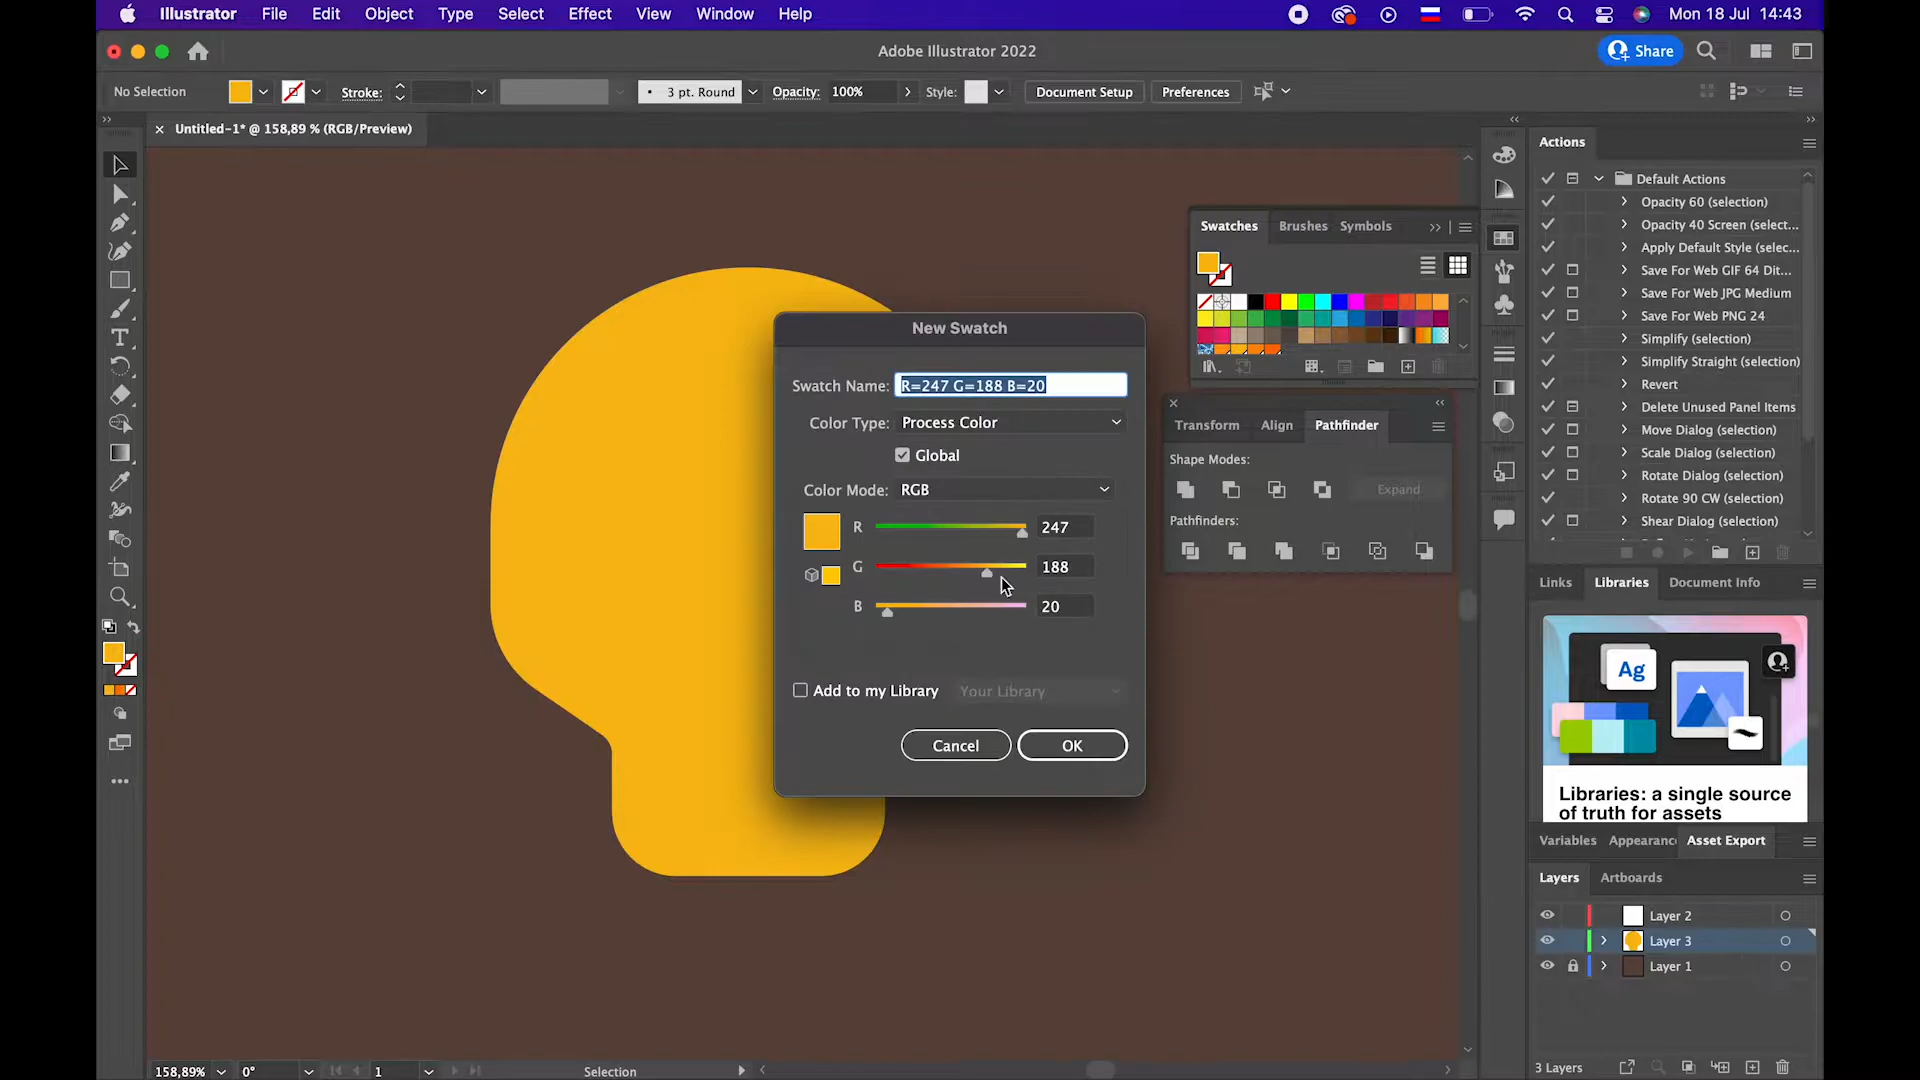 Illustrator File Edit Object Type Select Effect View Window Help Mon 18 Jul 14:43
Adobe Illustrator 2022 Share
No Selection Stroke: 3 pt. Round Opacity: 100% Style: Document Setup Preferences
Untitled-1* @ 158,89 % (RGB/Preview)
Actions
Default Actions
Opacity 60 (selection)
Opacity 40 Screen (select...
Apply Default Style (selec...
Save For Web GIF 64 Dit...
Save For Web JPG Medium
Save For Web PNG 24
Simplify (selection)
Simplify Straight (selection)
Revert
Delete Unused Panel Items
Move Dialog (selection)
Scale Dialog (selection)
Rotate Dialog (selection)
Rotate 90 CW (selection)
Shear Dialog (selection)
Swatches Brushes Symbols
Transform Align Pathfinder
Shape Modes:
Expand
Pathfinders:
New Swatch
Swatch Name: R=247 G=188 B=20
Color Type: Process Color
Global
Color Mode: RGB
R 247
G 188
B 20
Add to my Library Your Library
Cancel OK
Links Libraries Document Info
Ag
Libraries: a single source
of truth for assets
Variables Appearanc Asset Export
Layers Artboards
Layer 2
Layer 3
Layer 1
3 Layers
158,89% 0° 1 Selection